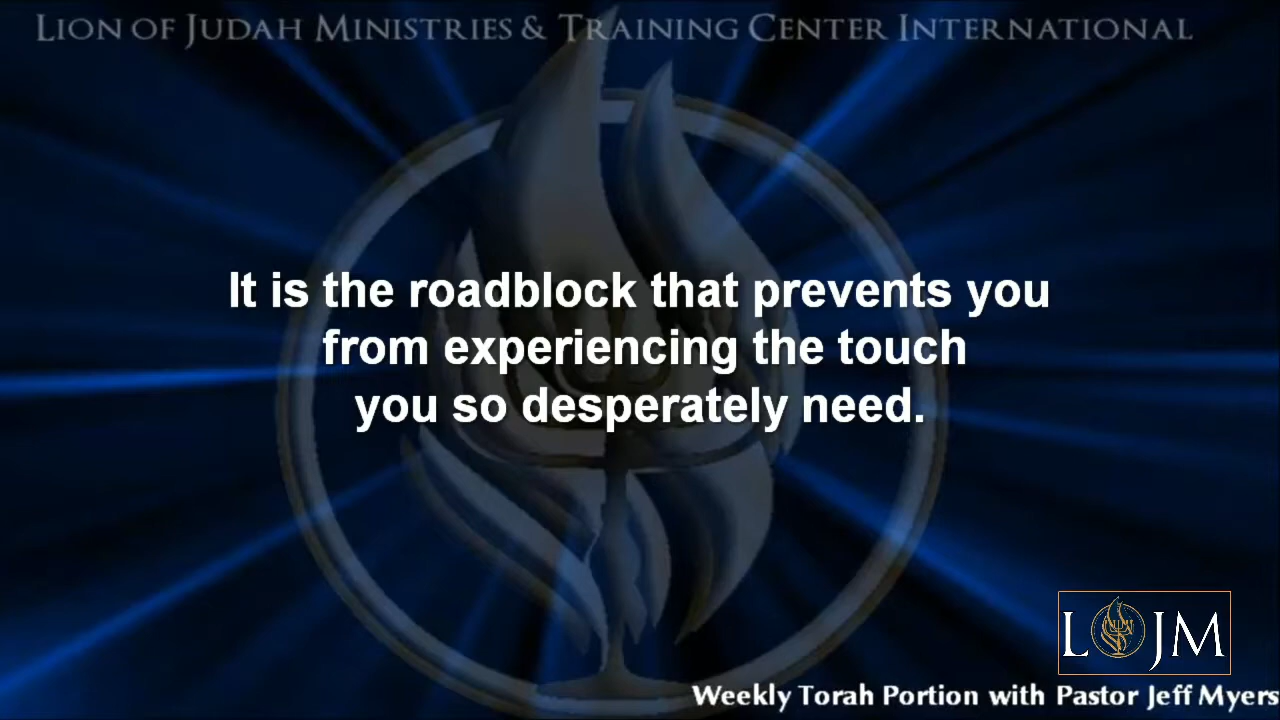 Lion of Judah Ministries & Training Center International
It is the roadblock that prevents you
from experiencing the touch
you so desperately need.
L JM
Weekly Torah Portion with Pastor Jeff Myers